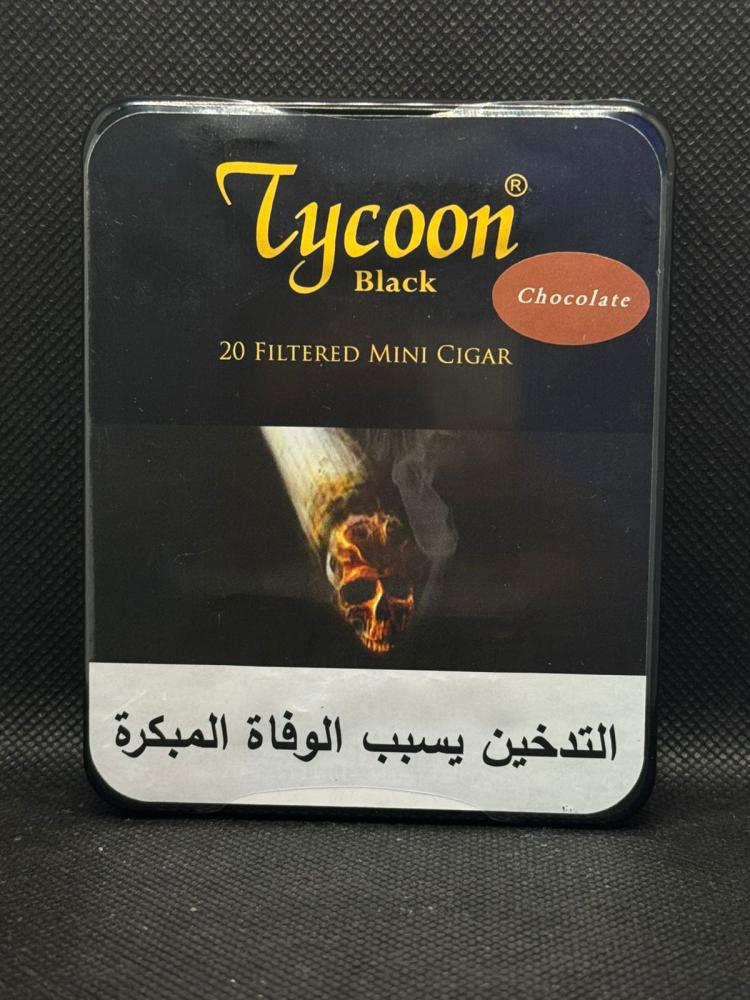 Tycoon®
Black
Chocolate
20 FILTERED MINI CIGAR
التدخين يسبب الوفاة المبكرة